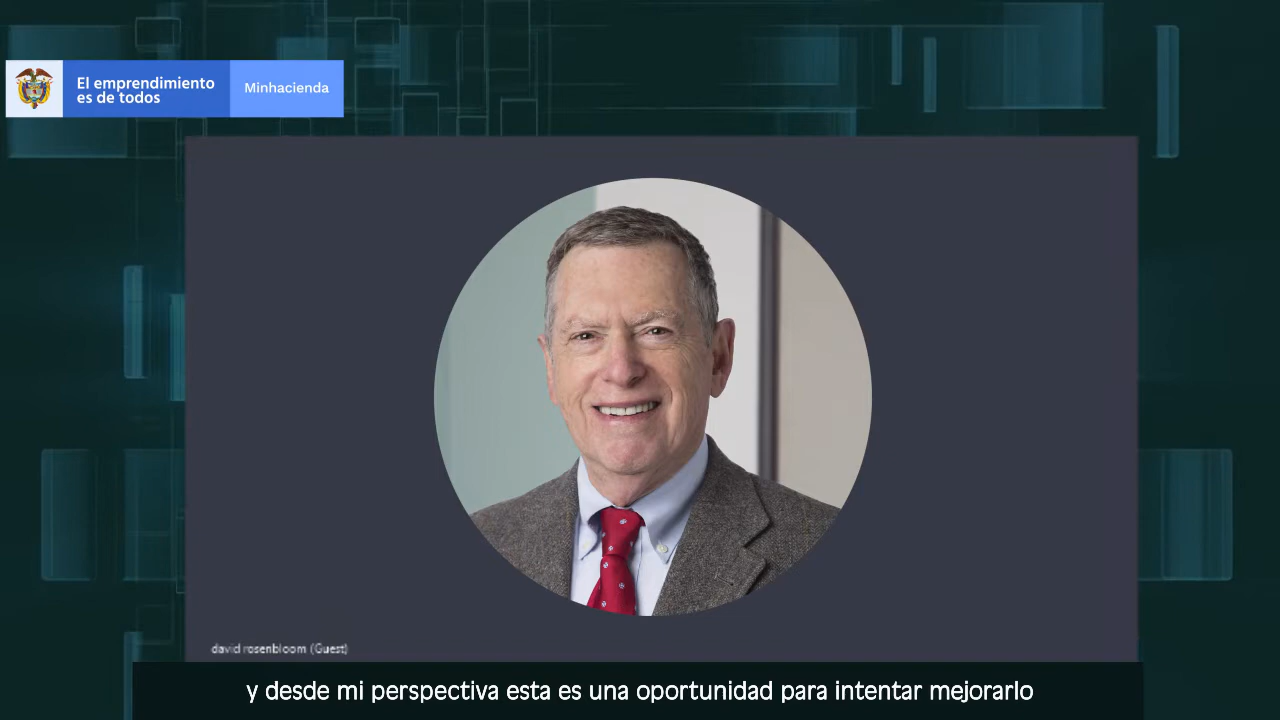 El emprendimiento
es de todos
Minhacienda
david rosenbloom (Guest)
y desde mi perspectiva esta es una oportunidad para intentar mejorarlo